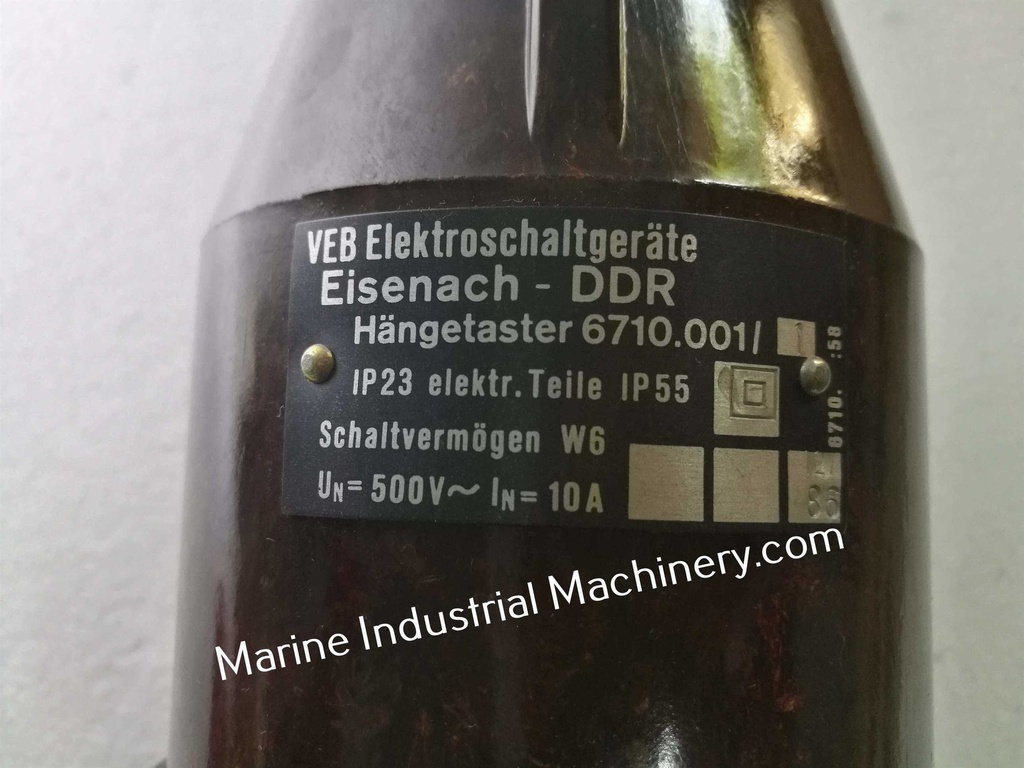 VEB Elektroschaltgeräte
Eisenach - DDR
Hängetaster 6710.001/ 1
IP23 elektr. Teile IP55
Schaltvermögen W6
UN= 500V~ IN= 10A
6710. :58
Marine Industrial Machinery.com